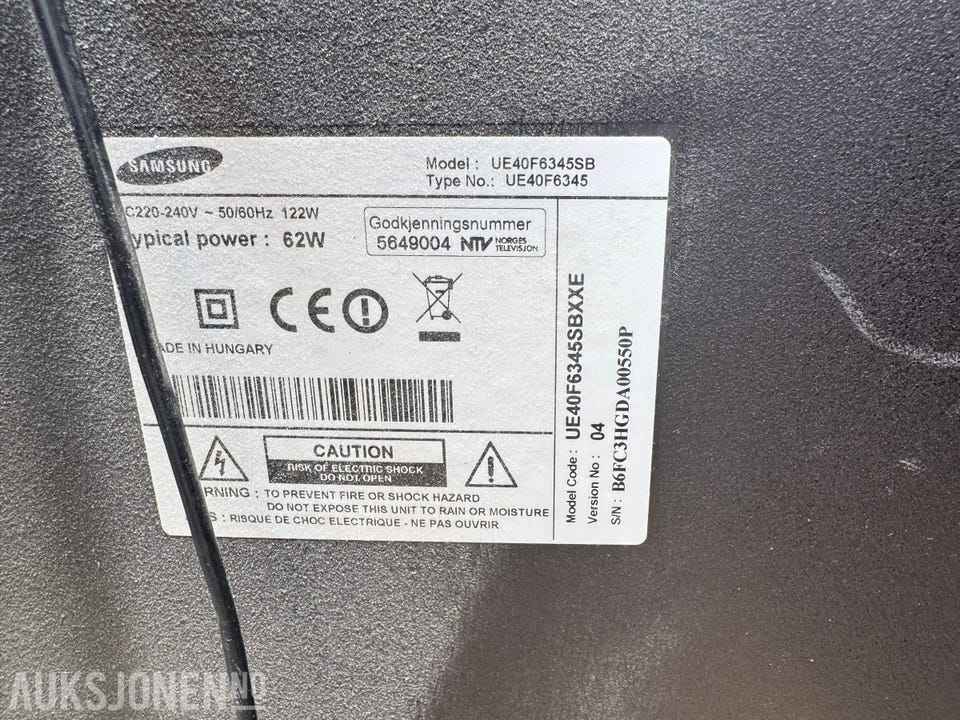 SAMSUNG
Model : UE40F6345SB
Type No.: UE40F6345
C220-240V ~ 50/60Hz 122W
ypical power : 62W
Godkjenningsnummer
5649004 NTV NORGES TELEVISJON
CE
ADE IN HUNGARY
CAUTION
RISK OF ELECTRIC SHOCK
DO NOT OPEN
RNING : TO PREVENT FIRE OR SHOCK HAZARD
DO NOT EXPOSE THIS UNIT TO RAIN OR MOISTURE
S : RISQUE DE CHOC ELECTRIQUE - NE PAS OUVRIR
Model Code : UE40F6345SBXXE
Version No : 04
S/N : B6FC3HGDA00550P
AUKSJONEN.NO